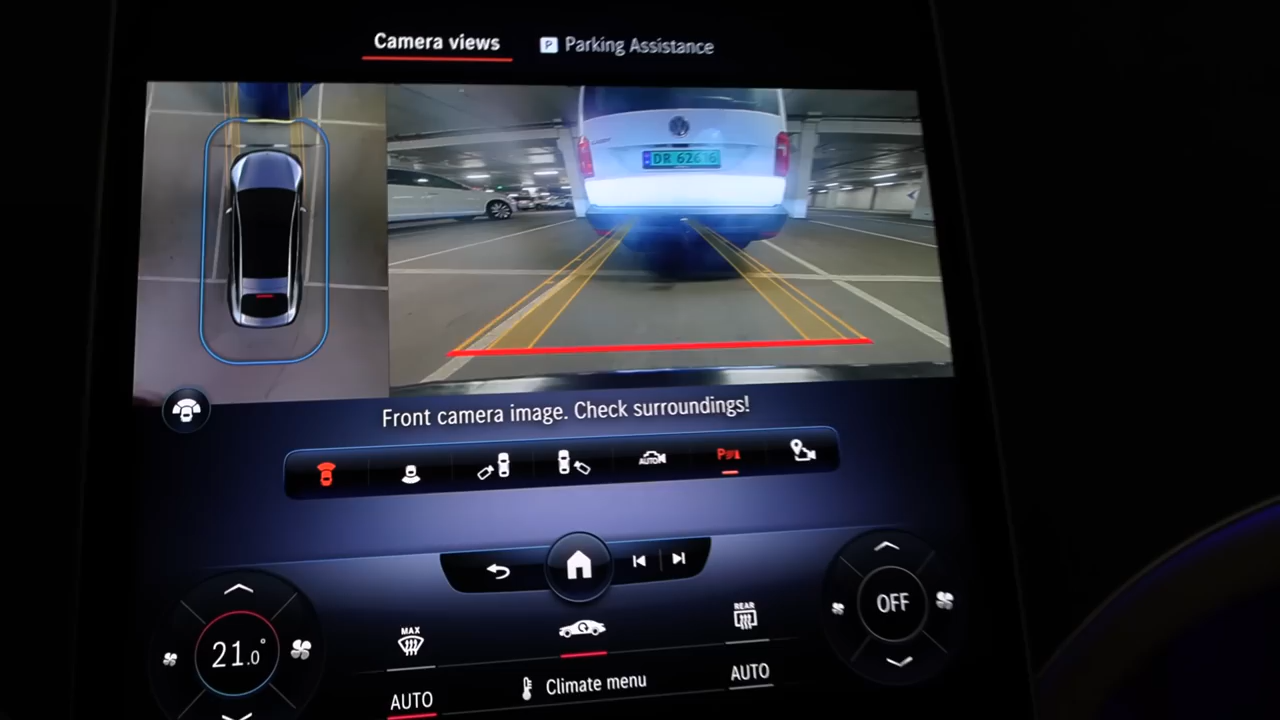 Camera views
P Parking Assistance
DR 62616
Front camera image. Check surroundings!
AUTO
P
OFF
MAX
REAR
21.0°
AUTO
Climate menu
AUTO